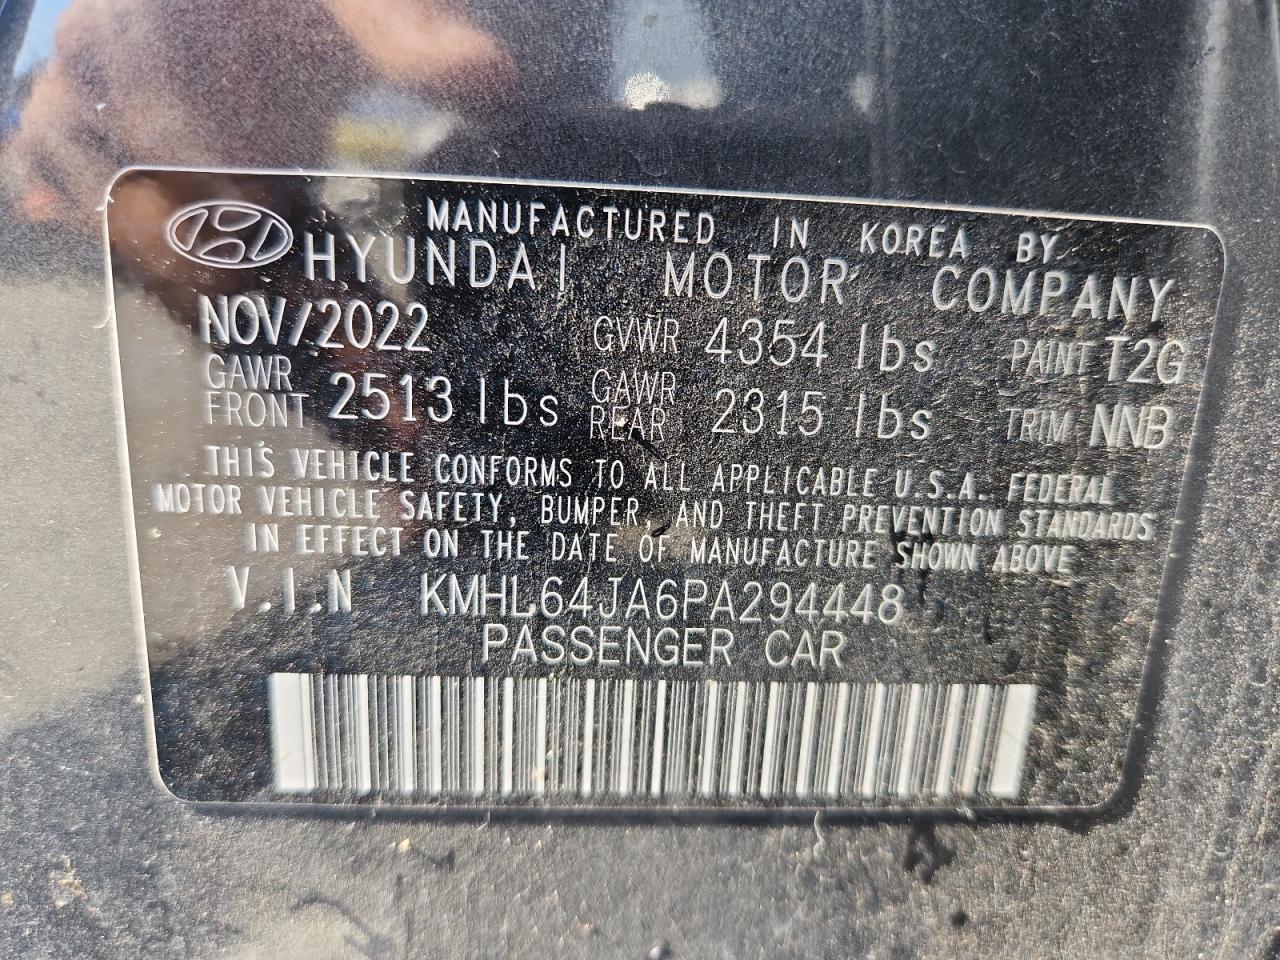 MANUFACTURED IN KOREA BY
HYUNDAI MOTOR COMPANY
NOV/2022 GVWR 4354 lbs PAINT T2G
GAWR FRONT 2513 lbs GAWR REAR 2315 lbs TRIM NNB
THIS VEHICLE CONFORMS TO ALL APPLICABLE U.S.A. FEDERAL
MOTOR VEHICLE SAFETY, BUMPER, AND THEFT PREVENTION STANDARDS
IN EFFECT ON THE DATE OF MANUFACTURE SHOWN ABOVE
V.I.N KMHL64JA6PA294448
PASSENGER CAR